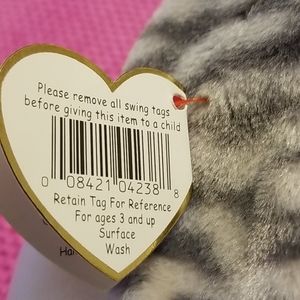 Please remove all swing tags
before giving this item to a child
0 08421 04238 8
Retain Tag For Reference
For ages 3 and up
Surface
Wash